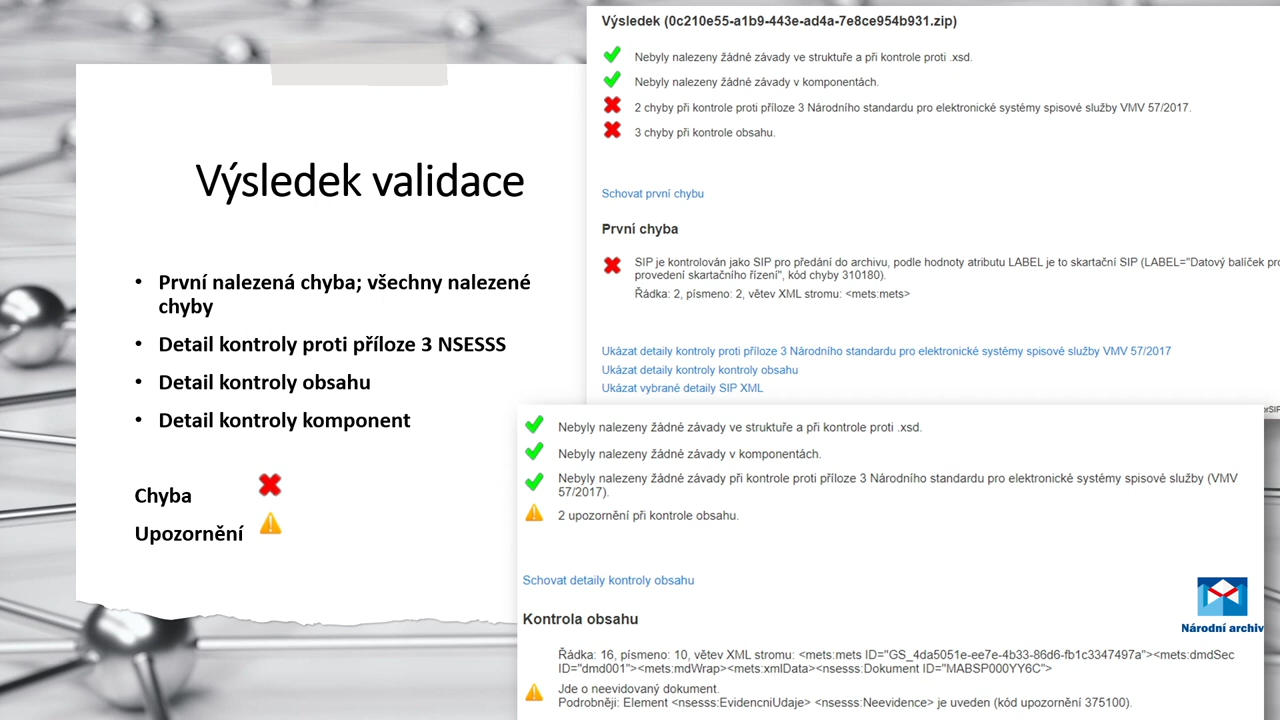 Výsledek validace
• První nalezená chyba; všechny nalezené
chyby
• Detail kontroly proti příloze 3 NSESSS
• Detail kontroly obsahu
• Detail kontroly komponent
Chyba
Upozornění
Výsledek (0c210e55-a1b9-443e-ad4a-7e8ce954b931.zip)
Nebyly nalezeny žádné závady ve struktuře a při kontrole proti .xsd.
Nebyly nalezeny žádné závady v komponentách.
2 chyby při kontrole proti příloze 3 Národního standardu pro elektronické systémy spisové služby VMV 57/2017.
3 chyby při kontrole obsahu.
Schovat první chybu
První chyba
SIP je kontrolován jako SIP pro předání do archivu, podle hodnoty atributu LABEL je to skartační SIP (LABEL="Datový balíček pro
provedení skartačního řízení", kód chyby 310180).
Řádka: 2, písmeno: 2, větev XML stromu: <mets:mets>
Ukázat detaily kontroly proti příloze 3 Národního standardu pro elektronické systémy spisové služby VMV 57/2017
Ukázat detaily kontroly kontroly obsahu
Ukázat vybrané detaily SIP XML
Nebyly nalezeny žádné závady ve struktuře a při kontrole proti .xsd.
Nebyly nalezeny žádné závady v komponentách.
Nebyly nalezeny žádné závady při kontrole proti příloze 3 Národního standardu pro elektronické systémy spisové služby (VMV
57/2017).
2 upozornění při kontrole obsahu.
Schovat detaily kontroly obsahu
Kontrola obsahu
Řádka: 16, písmeno: 10, větev XML stromu: <mets:mets ID="GS_4da5051e-ee7e-4b33-86d6-fb1c3347497a"><mets:dmdSec
ID="dmd001"><mets:mdWrap><mets:xmlData><nsesss:Dokument ID="MABSP000YY6C">
Jde o neevidovaný dokument.
Podrobněji: Element <nsesss:EvidencniUdaje> <nsesss:Neevidence> je uveden (kód upozornění 375100).
Národní archiv